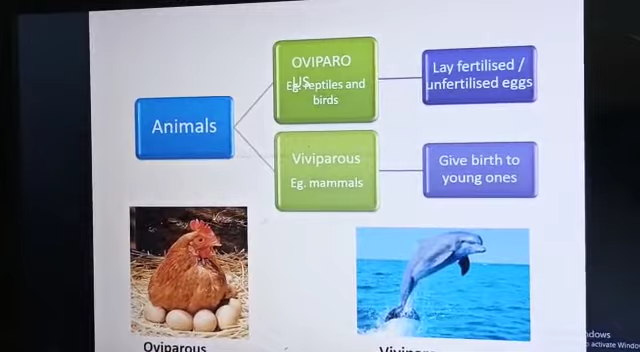 Animals
OVIPARO
US
Eg. reptiles and
birds
Lay fertilised /
unfertilised eggs
Viviparous
Eg. mammals
Give birth to
young ones
Oviparous